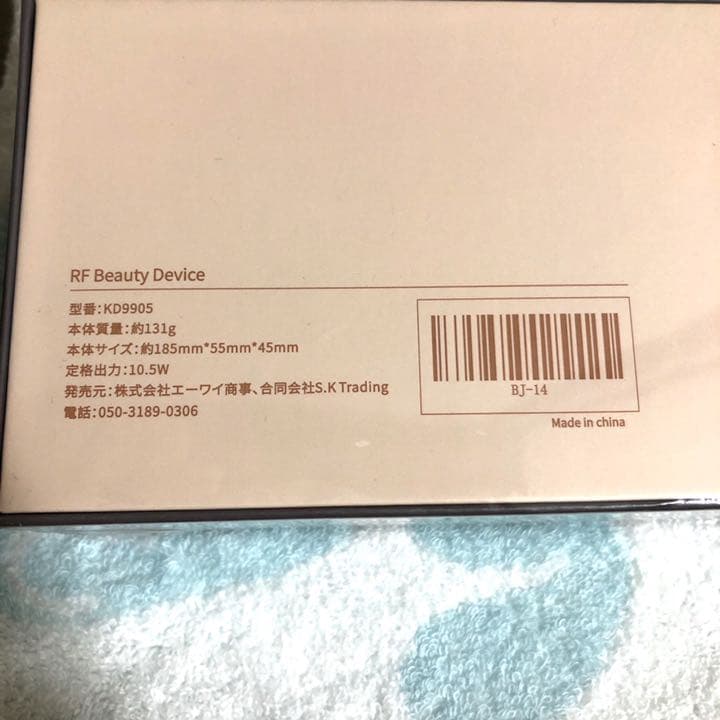 RF Beauty Device
型番:KD9905
本体質量:約131g
本体サイズ:約185mm*55mm*45mm
定格出力:10.5W
発売元:株式会社エーワイ商事、合同会社S.K Trading
電話:050-3189-0306
BJ-14
Made in china